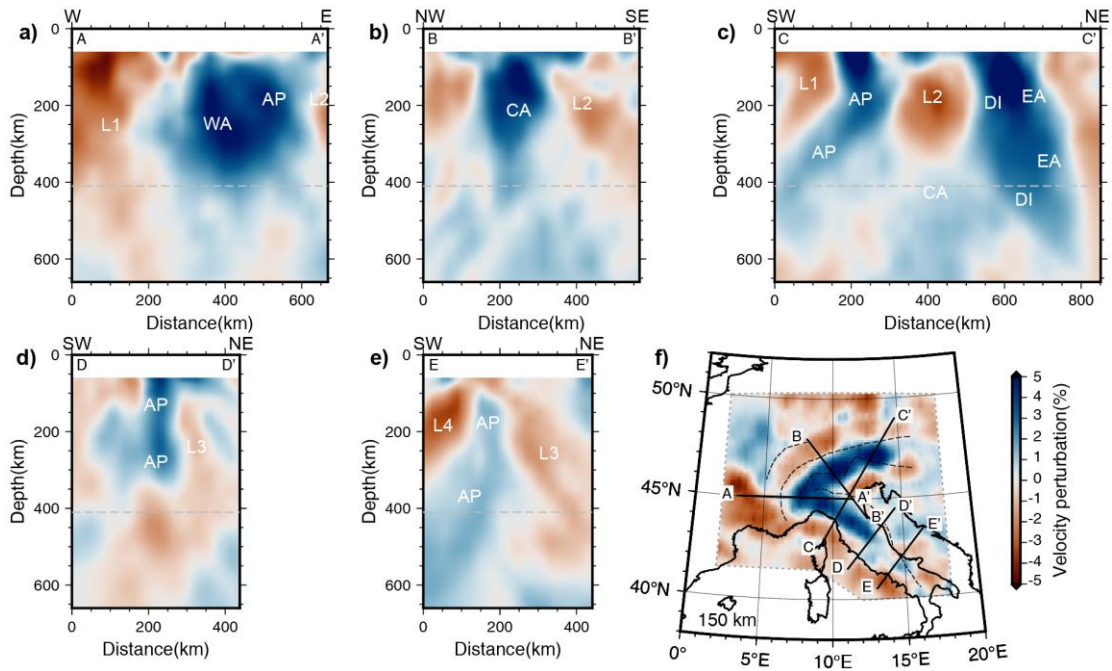 W E NW SE SW NE
a) b) c)
A A' B B' C C'
0 0 0
200 200 200
400 400 400
600 600 600
Depth(km) Depth(km) Depth(km)
L1 WA AP L2
CA L2
L1 AP AP L2 DI EA EA DI CA
0 200 400 600 0 200 400 0 200 400 600 800
Distance(km) Distance(km) Distance(km)
SW NE SW NE
d) e) f)
D D' E E'
0 0
200 200
400 400
600 600
Depth(km) Depth(km)
AP AP L3
L4 AP L3 AP
0 200 400 0 200 400
Distance(km) Distance(km)
50°N
45°N
40°N
A A' B B' C C' D D' E E'
150 km
0° 5°E 10°E 15°E 20°E
5
4
3
2
1
0
-1
-2
-3
-4
-5
Velocity perturbation(%)